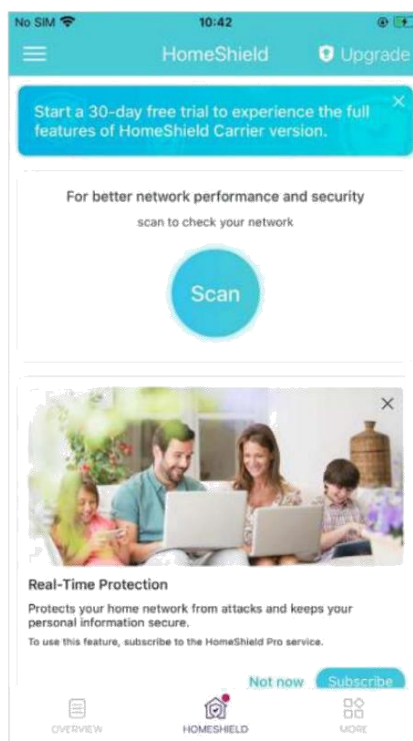 No SIM 10:42
HomeShield
Upgrade
Start a 30-day free trial to experience the full
features of HomeShield Carrier version.
For better network performance and security
scan to check your network
Scan
Real-Time Protection
Protects your home network from attacks and keeps your
personal information secure.
To use this feature, subscribe to the HomeShield Pro service.
Not now Subscribe
OVERVIEW HOMESHIELD MORE